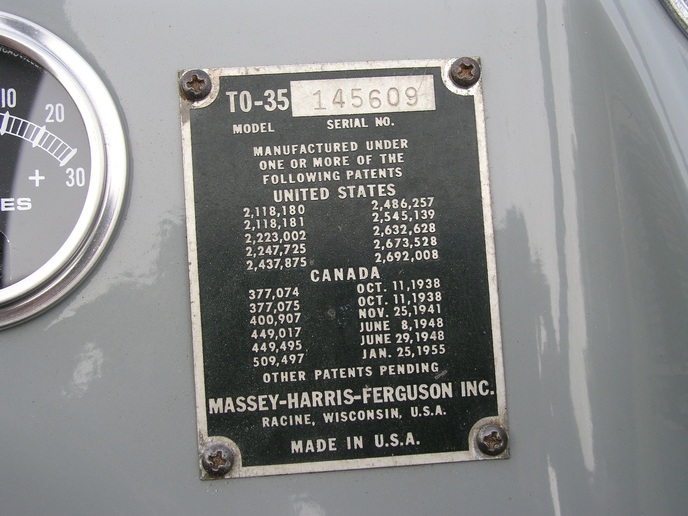 10
20
30
+
ES
TO-35 145609
MODEL SERIAL NO.
MANUFACTURED UNDER
ONE OR MORE OF THE
FOLLOWING PATENTS
UNITED STATES
2,118,180 2,486,257
2,118,181 2,545,139
2,223,002 2,632,628
2,247,725 2,673,528
2,437,875 2,692,008
CANADA
377,074 OCT. 11, 1938
377,075 OCT. 11, 1938
400,907 NOV. 25, 1941
449,017 JUNE 8, 1948
449,495 JUNE 29, 1948
509,497 JAN. 25, 1955
OTHER PATENTS PENDING
MASSEY-HARRIS-FERGUSON INC.
RACINE, WISCONSIN, U.S.A.
MADE IN U.S.A.